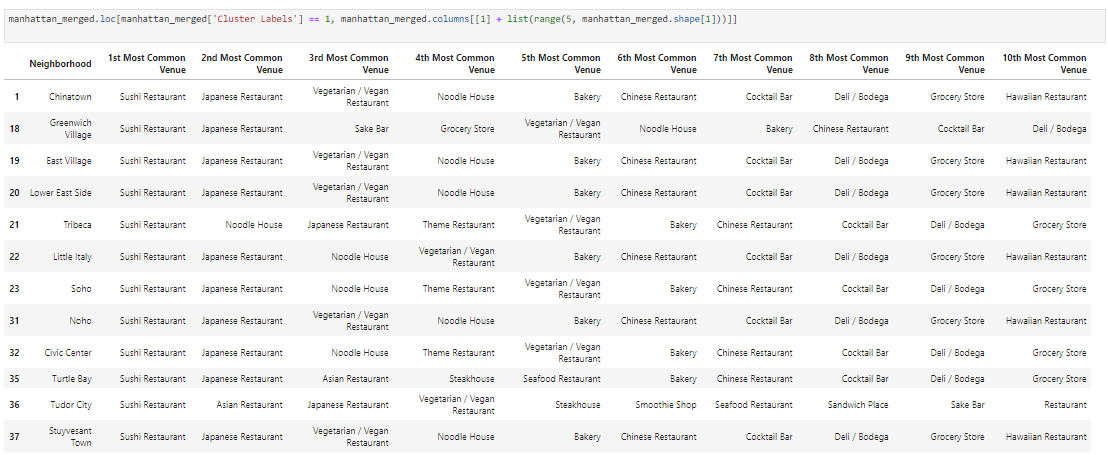 manhattan_merged.loc[manhattan_merged['Cluster Labels'] == 1, manhattan_merged.columns[[1] + list(range(5, manhattan_merged.shape[1]))]]
Neighborhood 1st Most Common Venue 2nd Most Common Venue 3rd Most Common Venue 4th Most Common Venue 5th Most Common Venue 6th Most Common Venue 7th Most Common Venue 8th Most Common Venue 9th Most Common Venue 10th Most Common Venue
1 Chinatown Sushi Restaurant Japanese Restaurant Vegetarian / Vegan Restaurant Noodle House Bakery Chinese Restaurant Cocktail Bar Deli / Bodega Grocery Store Hawaiian Restaurant
18 Greenwich Village Sushi Restaurant Japanese Restaurant Sake Bar Grocery Store Vegetarian / Vegan Restaurant Noodle House Bakery Chinese Restaurant Cocktail Bar Deli / Bodega
19 East Village Sushi Restaurant Japanese Restaurant Vegetarian / Vegan Restaurant Noodle House Bakery Chinese Restaurant Cocktail Bar Deli / Bodega Grocery Store Hawaiian Restaurant
20 Lower East Side Sushi Restaurant Japanese Restaurant Vegetarian / Vegan Restaurant Noodle House Bakery Chinese Restaurant Cocktail Bar Deli / Bodega Grocery Store Hawaiian Restaurant
21 Tribeca Sushi Restaurant Noodle House Japanese Restaurant Theme Restaurant Vegetarian / Vegan Restaurant Bakery Chinese Restaurant Cocktail Bar Deli / Bodega Grocery Store
22 Little Italy Sushi Restaurant Japanese Restaurant Noodle House Vegetarian / Vegan Restaurant Bakery Chinese Restaurant Cocktail Bar Deli / Bodega Grocery Store Hawaiian Restaurant
23 Soho Sushi Restaurant Japanese Restaurant Noodle House Theme Restaurant Vegetarian / Vegan Restaurant Bakery Chinese Restaurant Cocktail Bar Deli / Bodega Grocery Store
31 Noho Sushi Restaurant Japanese Restaurant Vegetarian / Vegan Restaurant Noodle House Bakery Chinese Restaurant Cocktail Bar Deli / Bodega Grocery Store Hawaiian Restaurant
32 Civic Center Sushi Restaurant Japanese Restaurant Noodle House Theme Restaurant Vegetarian / Vegan Restaurant Bakery Chinese Restaurant Cocktail Bar Deli / Bodega Grocery Store
35 Turtle Bay Sushi Restaurant Japanese Restaurant Asian Restaurant Steakhouse Seafood Restaurant Bakery Chinese Restaurant Cocktail Bar Deli / Bodega Grocery Store
36 Tudor City Sushi Restaurant Asian Restaurant Japanese Restaurant Vegetarian / Vegan Restaurant Steakhouse Smoothie Shop Seafood Restaurant Sandwich Place Sake Bar Restaurant
37 Stuyvesant Town Sushi Restaurant Japanese Restaurant Vegetarian / Vegan Restaurant Noodle House Bakery Chinese Restaurant Cocktail Bar Deli / Bodega Grocery Store Hawaiian Restaurant